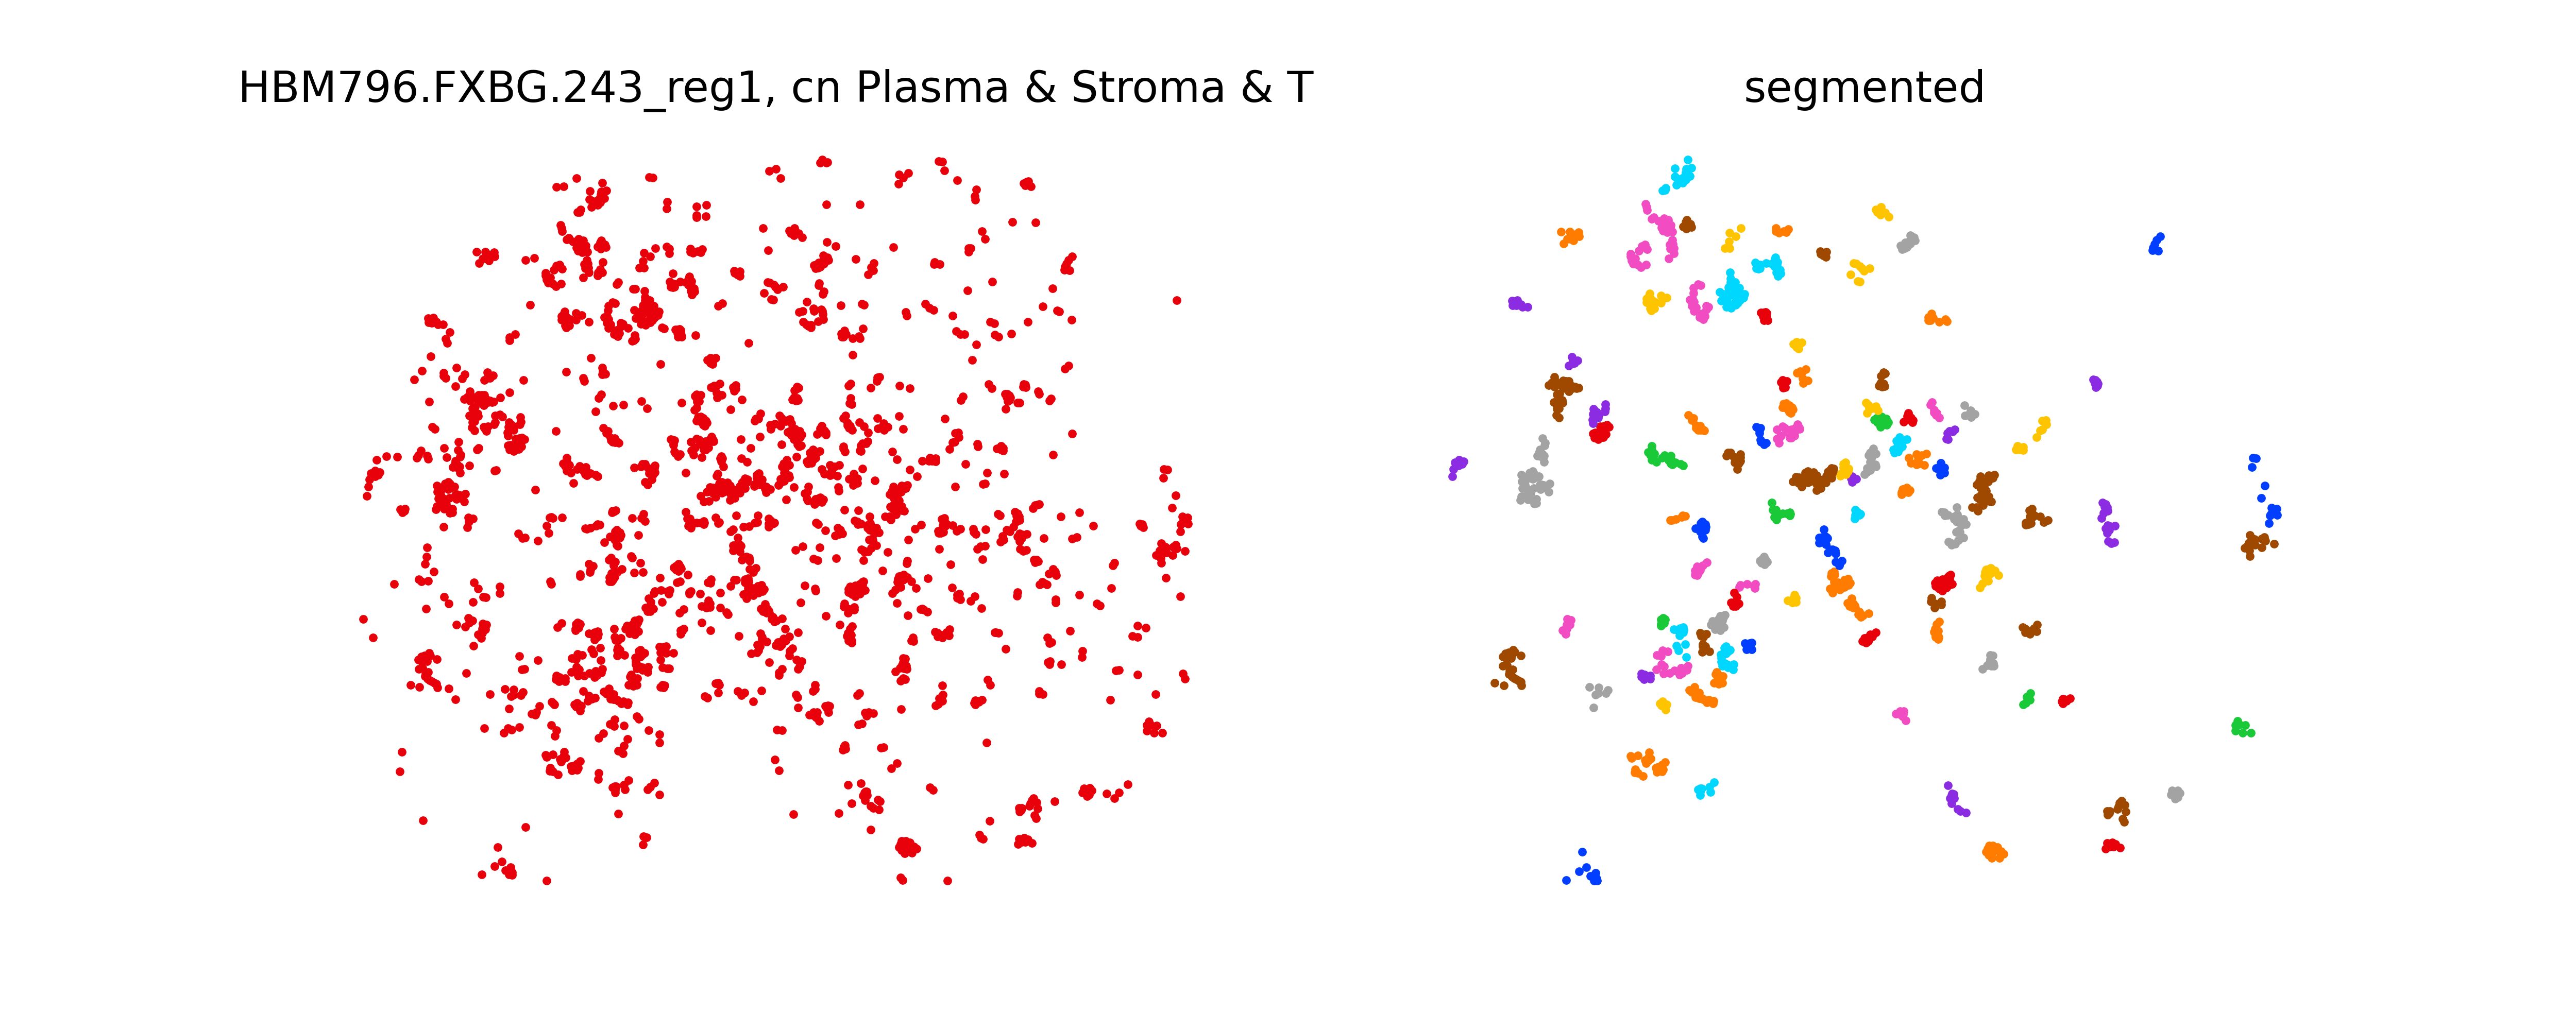 HBM796.FXBG.243_reg1, cn Plasma & Stroma & T
segmented